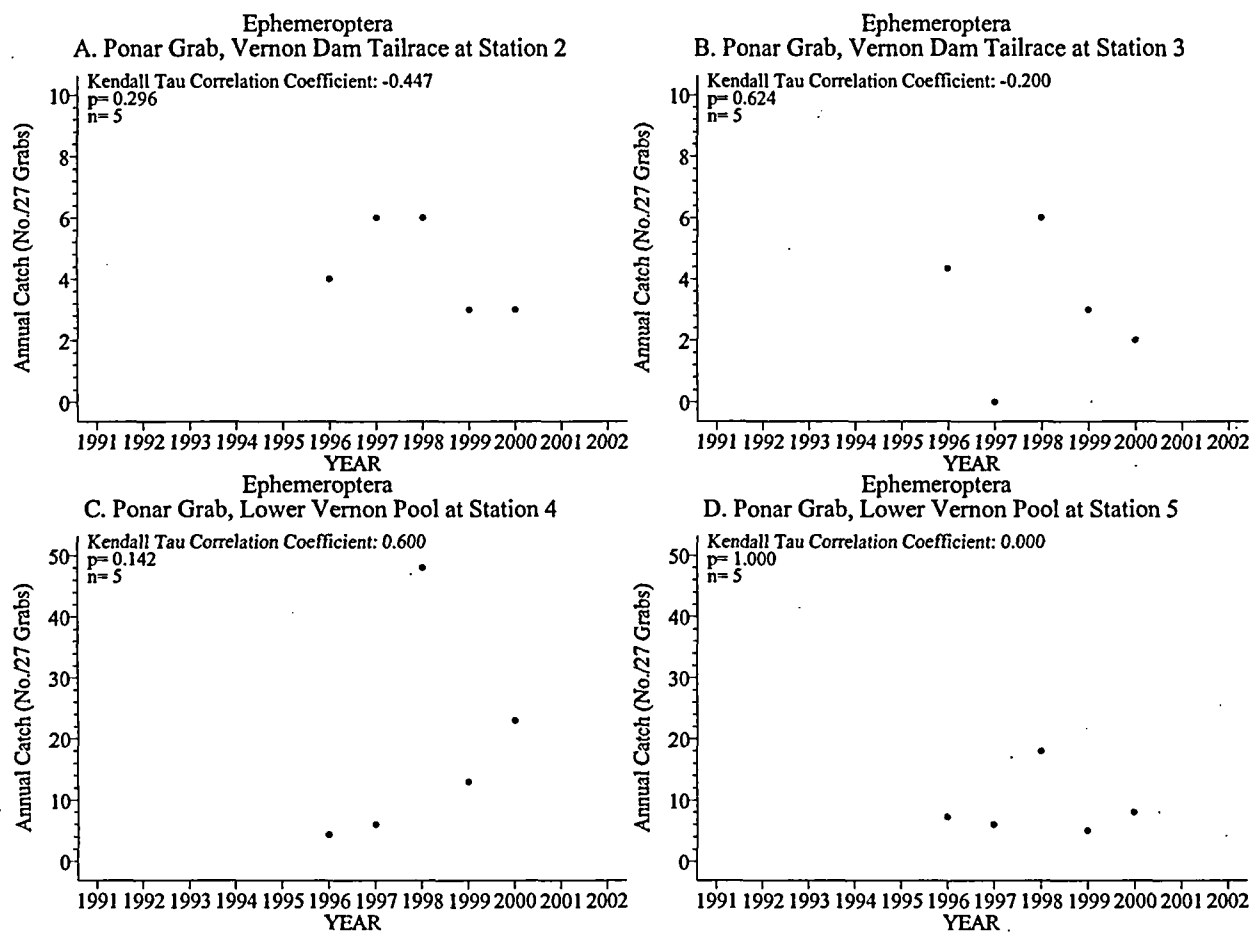 Ephemeroptera
A. Ponar Grab, Vernon Dam Tailrace at Station 2
Kendall Tau Correlation Coefficient: -0.447
p= 0.296
n= 5
Annual Catch (No./27 Grabs)
10
8
6
4
2
0
1991 1992 1993 1994 1995 1996 1997 1998 1999 2000 2001 2002
YEAR
Ephemeroptera
B. Ponar Grab, Vernon Dam Tailrace at Station 3
Kendall Tau Correlation Coefficient: -0.200
p= 0.624
n= 5
Annual Catch (No./27 Grabs)
10
8
6
4
2
0
1991 1992 1993 1994 1995 1996 1997 1998 1999 2000 2001 2002
YEAR
Ephemeroptera
C. Ponar Grab, Lower Vernon Pool at Station 4
Kendall Tau Correlation Coefficient: 0.600
p= 0.142
n= 5
Annual Catch (No./27 Grabs)
50
40
30
20
10
0
1991 1992 1993 1994 1995 1996 1997 1998 1999 2000 2001 2002
YEAR
Ephemeroptera
D. Ponar Grab, Lower Vernon Pool at Station 5
Kendall Tau Correlation Coefficient: 0.000
p= 1.000
n= 5
Annual Catch (No./27 Grabs)
50
40
30
20
10
0
1991 1992 1993 1994 1995 1996 1997 1998 1999 2000 2001 2002
YEAR